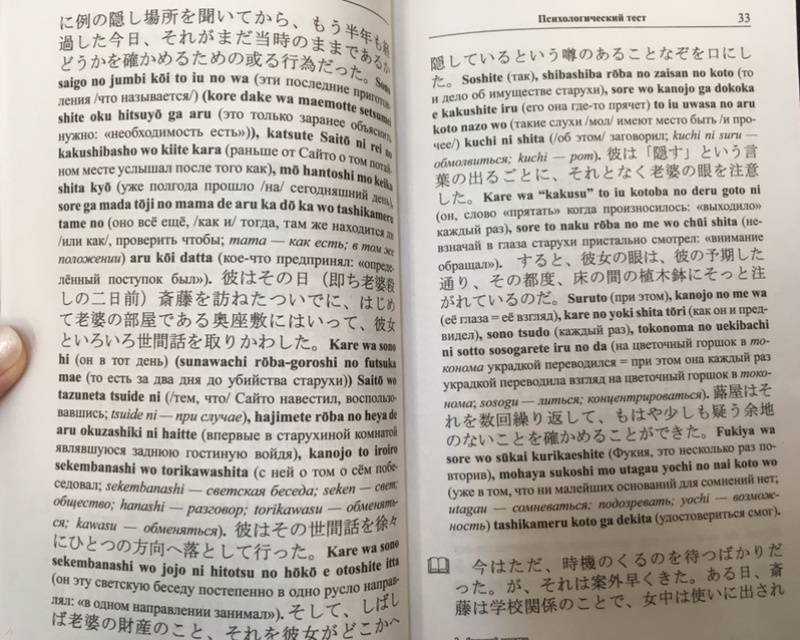 に例の隠し場所を聞いてから、もう半年も経
過した今日、それがまだ当時のままであるか
どうかを確かめるための或る行為だった。Sono
saigo no jumbi kōi to iu no wa (эти последние приготов-
ления /что называется/) (kore dake wa maemotte setsumei
shite oku hitsuyō ga aru (это только заранее объяснить
нужно: «необходимость есть»)), katsute Saitō ni rei no
kakushibasho wo kiite kara (раньше от Сайто о том потай-
ном месте услышал после того как), mō hantoshi mo keika
shita kyō (уже полгода прошло /на/ сегодняшний день),
sore ga mada tōji no mama de aru ka dō ka wo tashikameru
tame no (оно всё ещё, /как и/ тогда, там же находится ли
/или как/, проверить чтобы; mama — как есть; в том же
положении) aru kōi datta (кое-что предпринял: «опреде-
лённый поступок был»). 彼はその日（即ち老婆殺
しの二日前）斎藤を訪ねたついでに、はじめ
て老婆の部屋である奥座敷にはいって、彼女
といろいろ世間話を取りかわした。Kare wa sono
hi (он в тот день) (sunawachi rōba-goroshi no futsuka
mae (то есть за два дня до убийства старухи)) Saitō wo
tazuneta tsuide ni (/тем, что/ Сайто навестил, воспользо-
вавшись; tsuide ni — при случае), hajimete rōba no heya de
aru okuzashiki ni haitte (впервые в старухиной комнатой
являвшуюся заднюю гостиную войдя), kanojo to iroiro
sekembanashi wo torikawashita (с ней о том о сём побе-
седовал; sekembanashi — светская беседа; seken — свет;
общество; hanashi — разговор; torikawasu — обменять-
ся; kawasu — обменяться). 彼はその世間話を徐々
にひとつの方向へ落として行った。Kare wa sono
sekembanashi wo jojo ni hitotsu no hōkō e otoshite itta
(он эту светскую беседу постепенно в одно русло направ-
лял: «в одном направлении занимал»). そして、しばし
ば老婆の財産のこと、それを彼女がどこかへ
Психологический тест 33
隠しているという噂のあることなぞを口にし
た。Soshite (так), shibashiba rōba no zaisan no koto (то
и дело об имуществе старухи), sore wo kanojo ga dokoka
e kakushite iru (его она где-то прячет) to iu uwasa no aru
koto nazo wo (такие слухи /мол/ имеют место быть /и про-
чее/) kuchi ni shita (/об этом/ заговорил; kuchi ni suru —
обмолвиться; kuchi — рот). 彼は「隠す」という言
葉の出るごとに、それとなく老婆の眼を注意
した。Kare wa “kakusu” to iu kotoba no deru goto ni
(он, слово «прятать» когда произносилось: «выходило»
каждый раз), sore to naku rōba no me wo chūi shita (не-
взначай в глаза старухи пристально смотрел: «внимание
обращал»). すると、彼女の眼は、彼の予期した
通り、その都度、床の間の植木鉢にそっと注
がれているのだ。Suruto (при этом), kanojo no me wa
(её глаза = её взгляд), kare no yoki shita tōri (как он и пред-
видел), sono tsudo (каждый раз), tokonoma no uekibachi
ni sotto sosogarete iru no da (на цветочный горшок в то-
конома украдкой переводился = при этом она каждый раз
украдкой переводила взгляд на цветочный горшок в токо-
нома; sosogu — литься; концентрироваться). 蕗屋はそ
れを数回繰り返して、もはや少しも疑う余地
のないことを確かめることができた。Fukiya wa
sore wo sūkai kurikaeshite (Фукия, это несколько раз по-
вторив), mohaya sukoshi mo utagau yochi no nai koto wo
(уже в том, что ни малейших оснований для сомнений нет;
utagau — сомневаться; подозревать; yochi — возмож-
ность) tashikameru koto ga dekita (удостовериться смог).
今はただ、時機のくるのを待つばかりだ
った。が、それは案外早くきた。ある日、斎
藤は学校関係のことで、女中は使いに出され